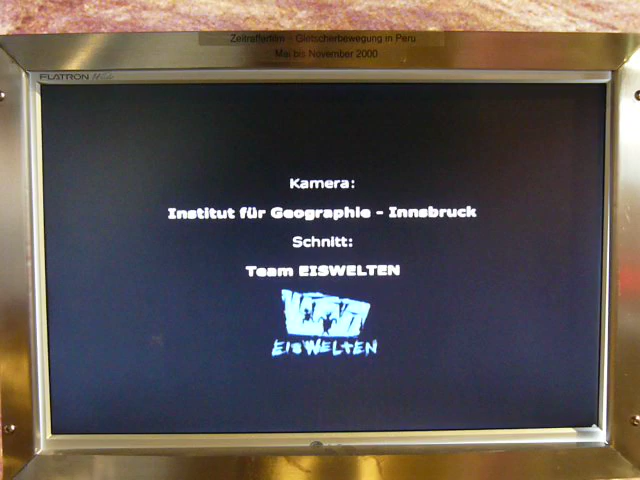 Zeitrafferfilm - Gletscherbewegung in Peru
Mai bis November 2000
FLATRON
Kamera:
Institut für Geographie - Innsbruck
Schnitt:
Team EISWELTEN
EISWELTEN